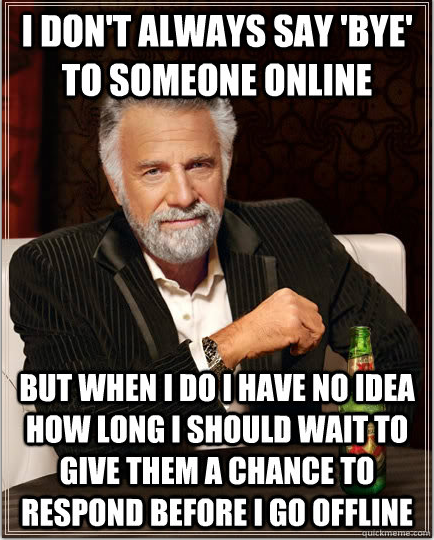 I DON'T ALWAYS SAY 'BYE'
TO SOMEONE ONLINE
BUT WHEN I DO I HAVE NO IDEA
HOW LONG I SHOULD WAIT TO
GIVE THEM A CHANCE TO
RESPOND BEFORE I GO OFFLINE
quickmeme.com